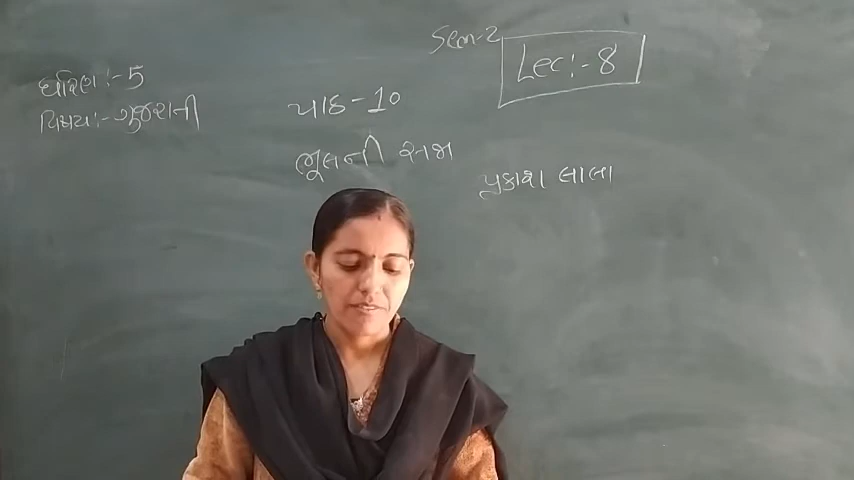 Sem-2
Lec:-8
ધોરણ :- 5
વિષય:- ગુજરાતી
પાઠ-10
ભૂલની સજા
પ્રકાશ લાલા